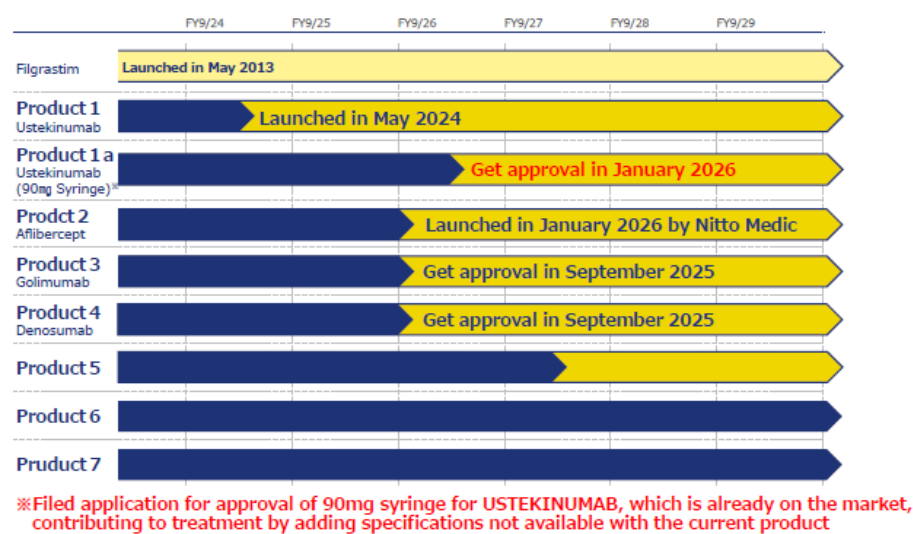 FY9/24 FY9/25 FY9/26 FY9/27 FY9/28 FY9/29
Filgrastim Launched in May 2013
Product 1
Ustekinumab
Launched in May 2024
Product 1a
Ustekinumab
(90mg Syringe)※
Get approval in January 2026
Prodct 2
Aflibercept
Launched in January 2026 by Nitto Medic
Product 3
Golimumab
Get approval in September 2025
Product 4
Denosumab
Get approval in September 2025
Product 5
Product 6
Pruduct 7
※Filed application for approval of 90mg syringe for USTEKINUMAB, which is already on the market,
contributing to treatment by adding specifications not available with the current product